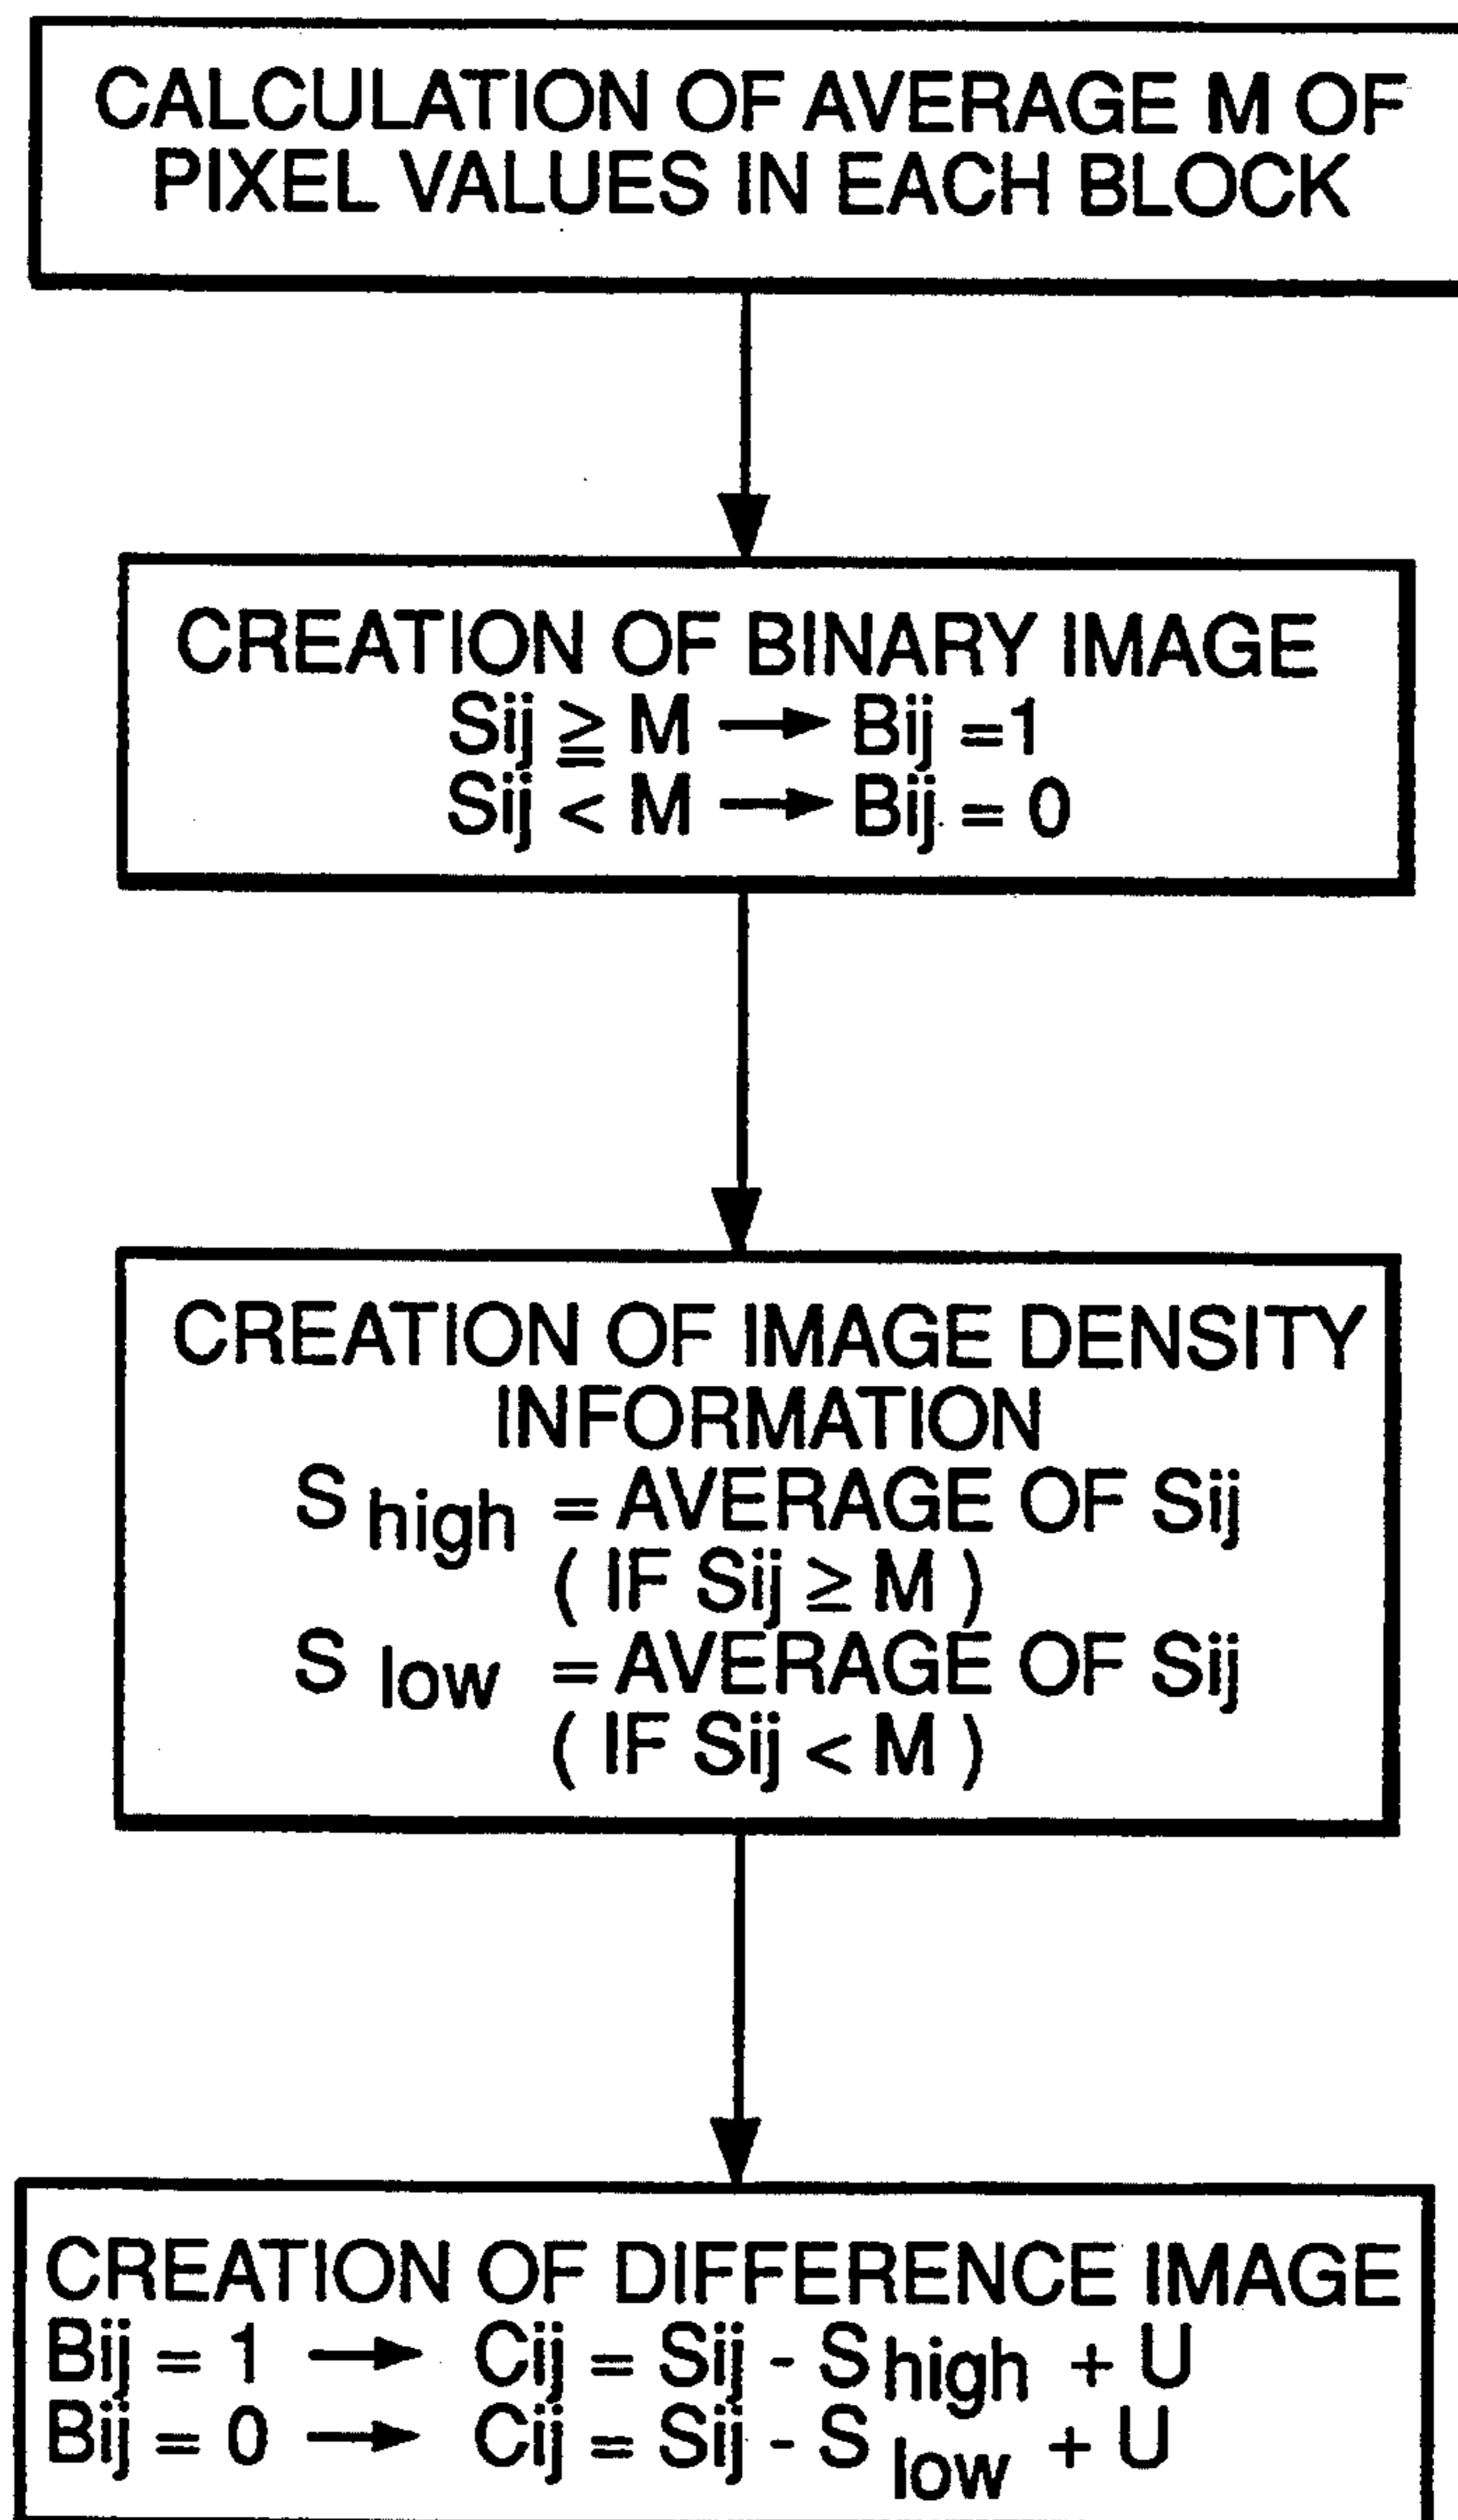 CALCULATION OF AVERAGE M OF
PIXEL VALUES IN EACH BLOCK
CREATION OF BINARY IMAGE
Sij ≧ M → Bij = 1
Sij < M → Bij = 0
CREATION OF IMAGE DENSITY
INFORMATION
S high = AVERAGE OF Sij
( IF Sij ≥ M )
S low = AVERAGE OF Sij
( IF Sij < M )
CREATION OF DIFFERENCE IMAGE
Bij = 1 → Cij = Sij - S high + U
Bij = 0 → Cij = Sij - S low + U